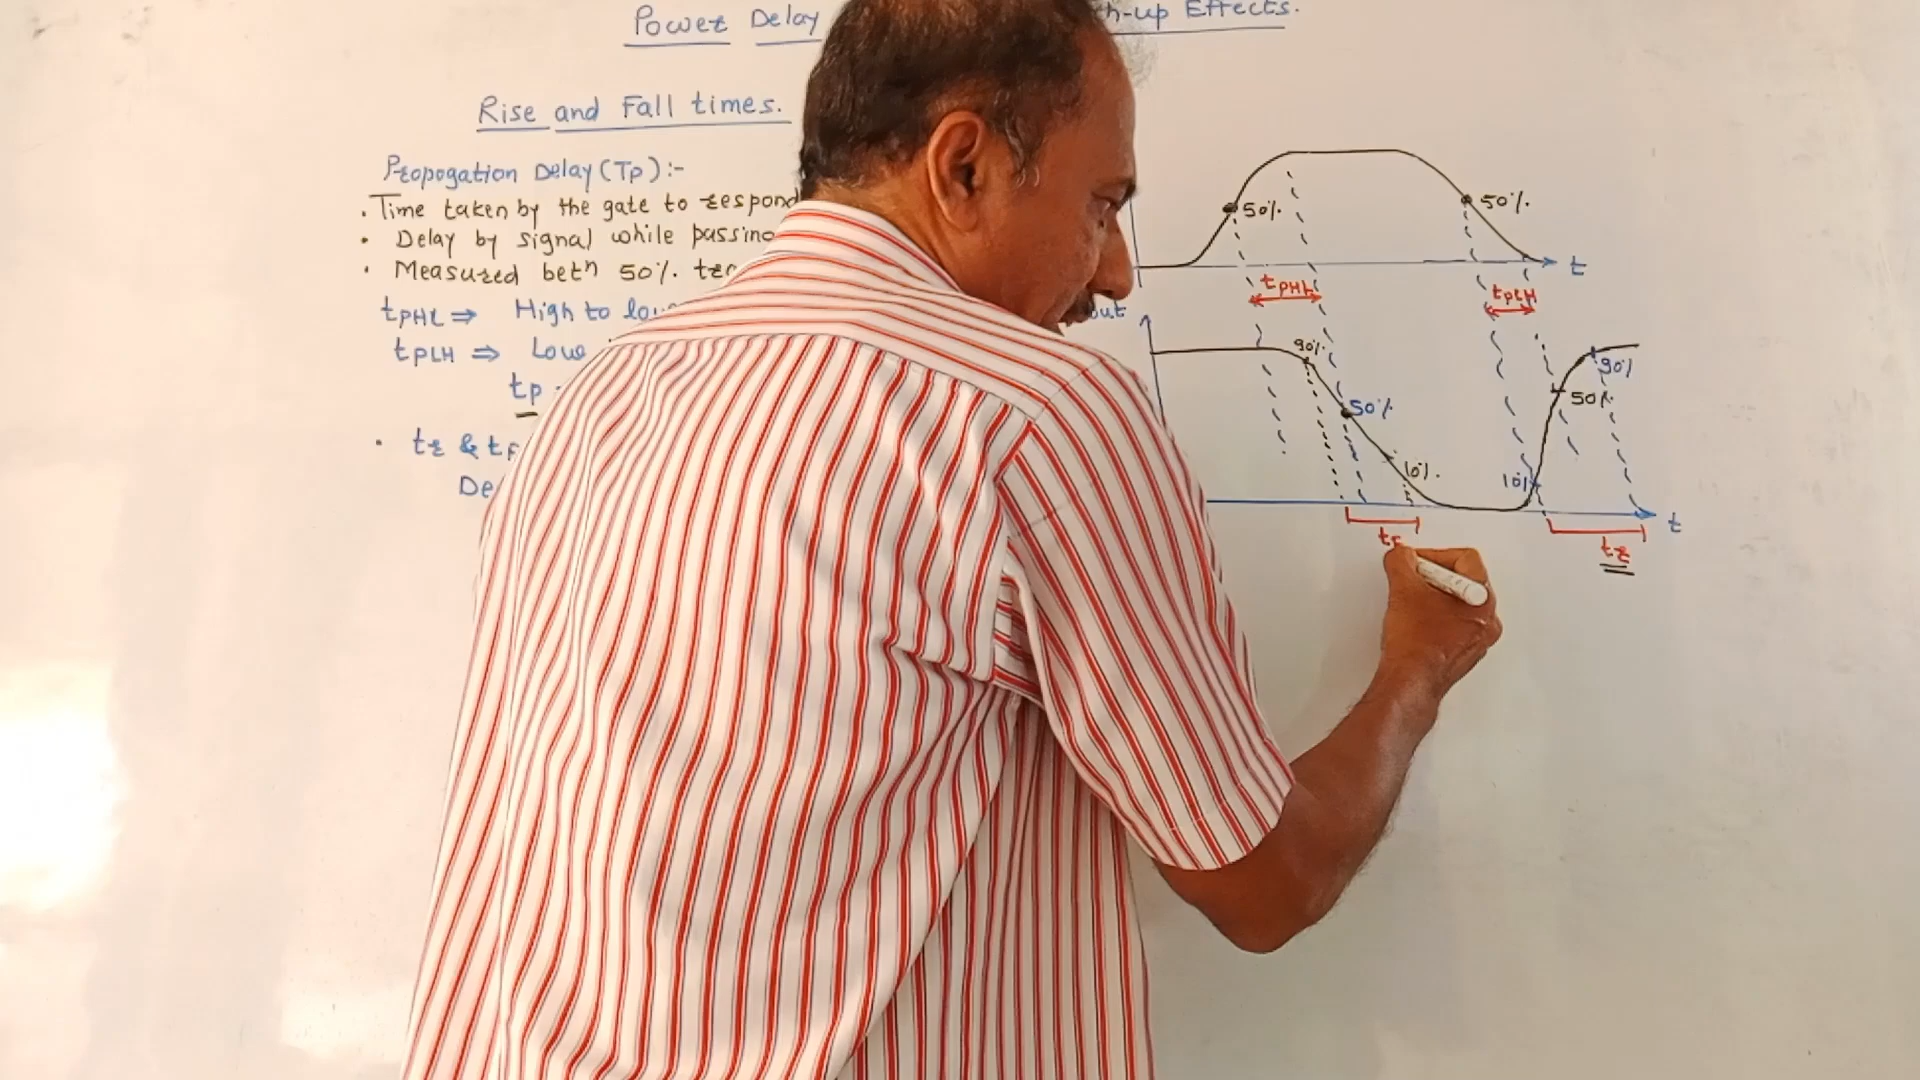 Power Delay
h-up Effects.
Rise and Fall times.
Propogation Delay (Tp) :-
• Time taken by the gate to respond
• Delay by signal while passing
• Measured betn 50%
tPHL ⇒ High to low
tPLH ⇒ Low
tp
• tr & tf
De
50%
50%
t
tPHL
tPLH
out
90%
50%
10%
tf
10%
50%
90%
t
tr